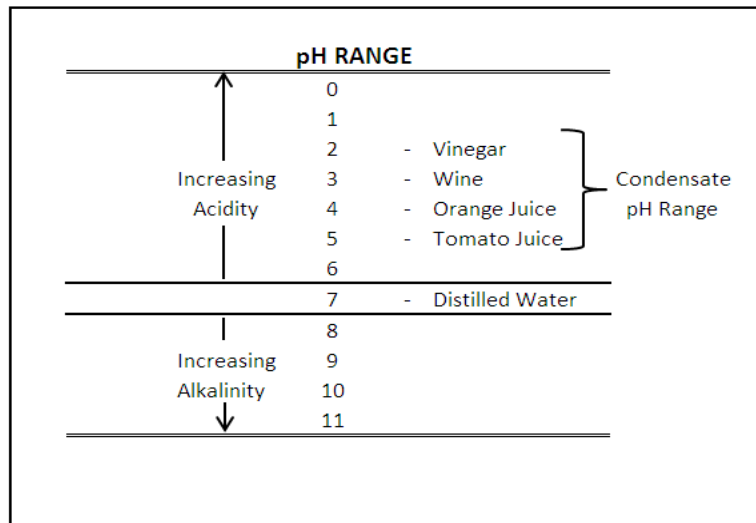 pH RANGE
0
1
2 - Vinegar
Increasing 3 - Wine Condensate
Acidity 4 - Orange Juice pH Range
5 - Tomato Juice
6
7 - Distilled Water
8
Increasing 9
Alkalinity 10
11